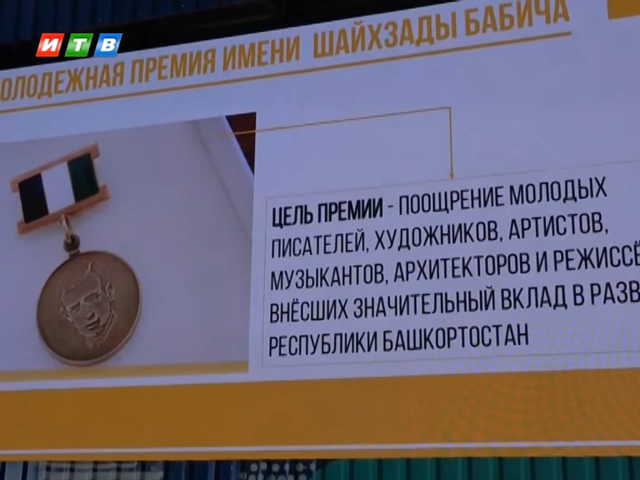 ИТВ
ОЛОДЕЖНАЯ ПРЕМИЯ ИМЕНИ ШАЙХЗАДЫ БАБИЧА
ЦЕЛЬ ПРЕМИИ - ПООЩРЕНИЕ МОЛОДЫХ
ПИСАТЕЛЕЙ, ХУДОЖНИКОВ, АРТИСТОВ,
МУЗЫКАНТОВ, АРХИТЕКТОРОВ И РЕЖИССЁ
ВНЁСШИХ ЗНАЧИТЕЛЬНЫЙ ВКЛАД В РАЗВ
РЕСПУБЛИКИ БАШКОРТОСТАН